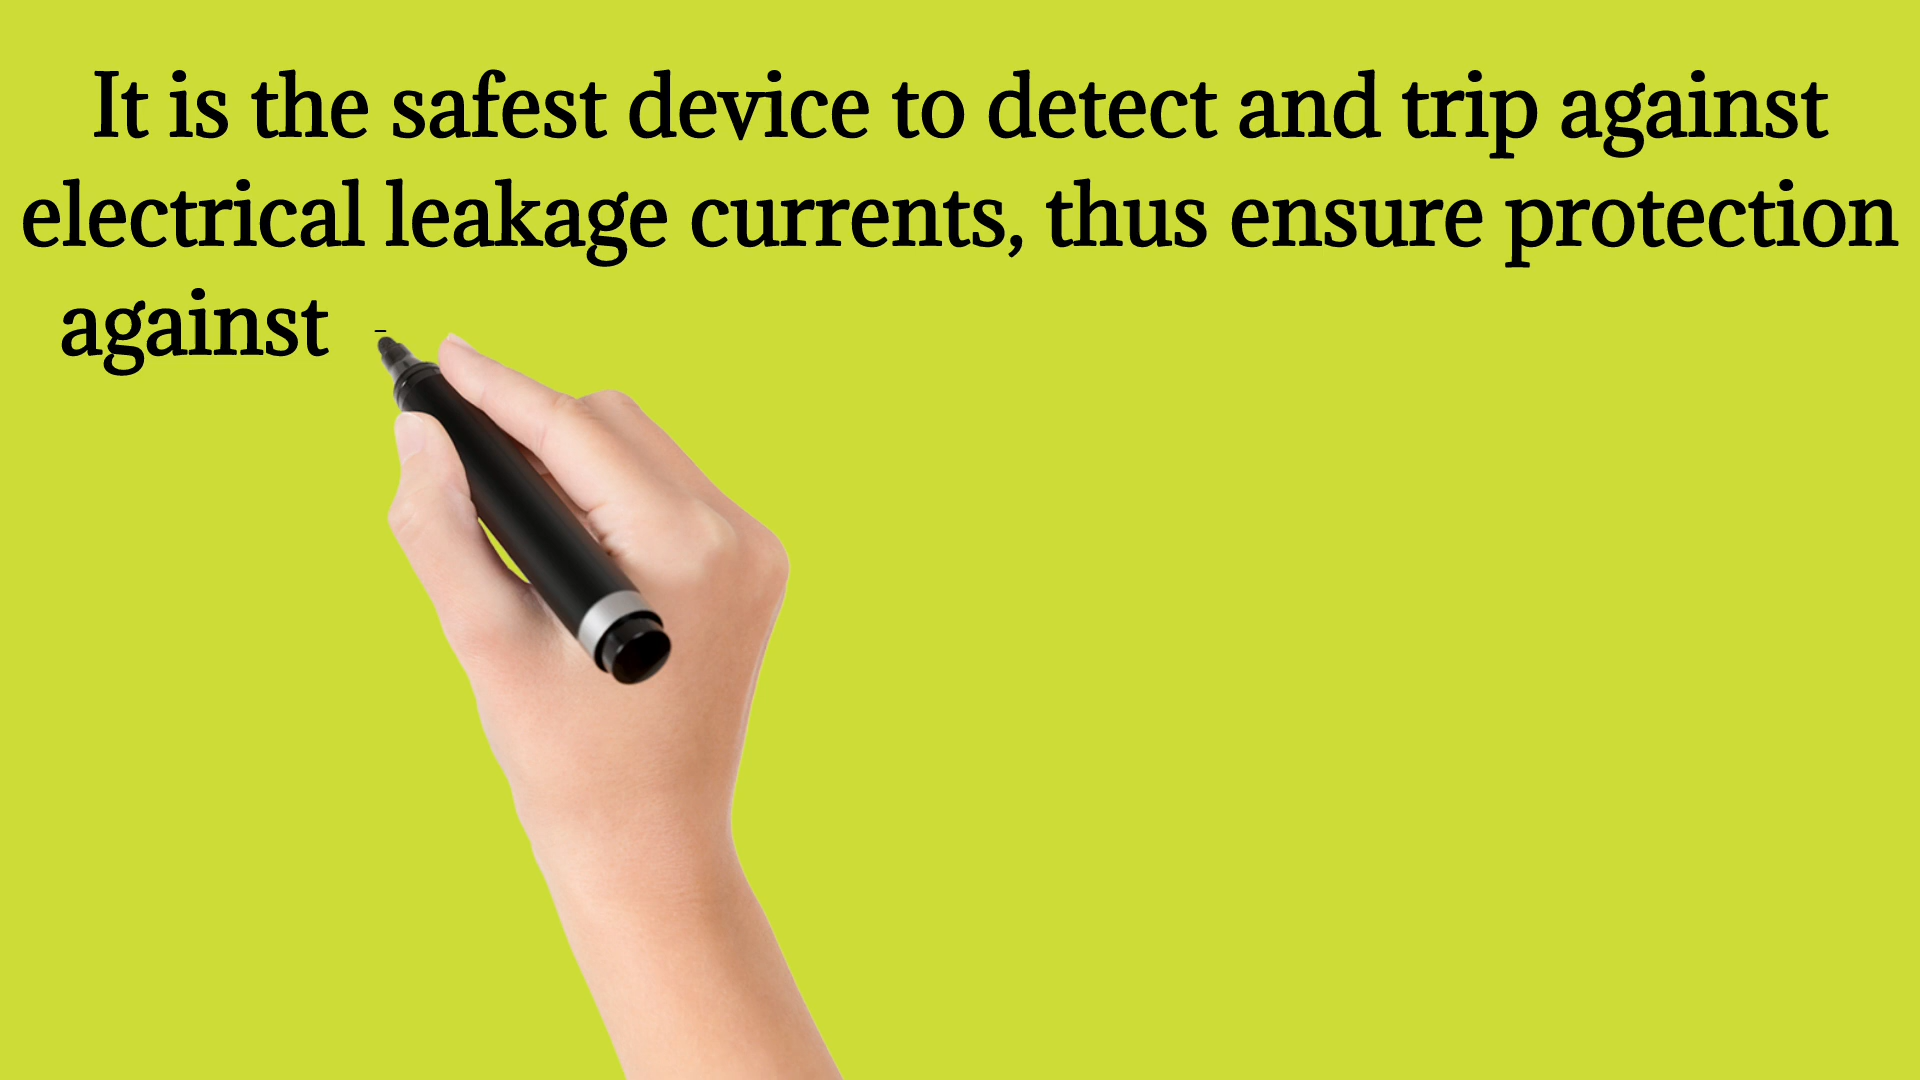 It is the safest device to detect and trip against
electrical leakage currents, thus ensure protection
against